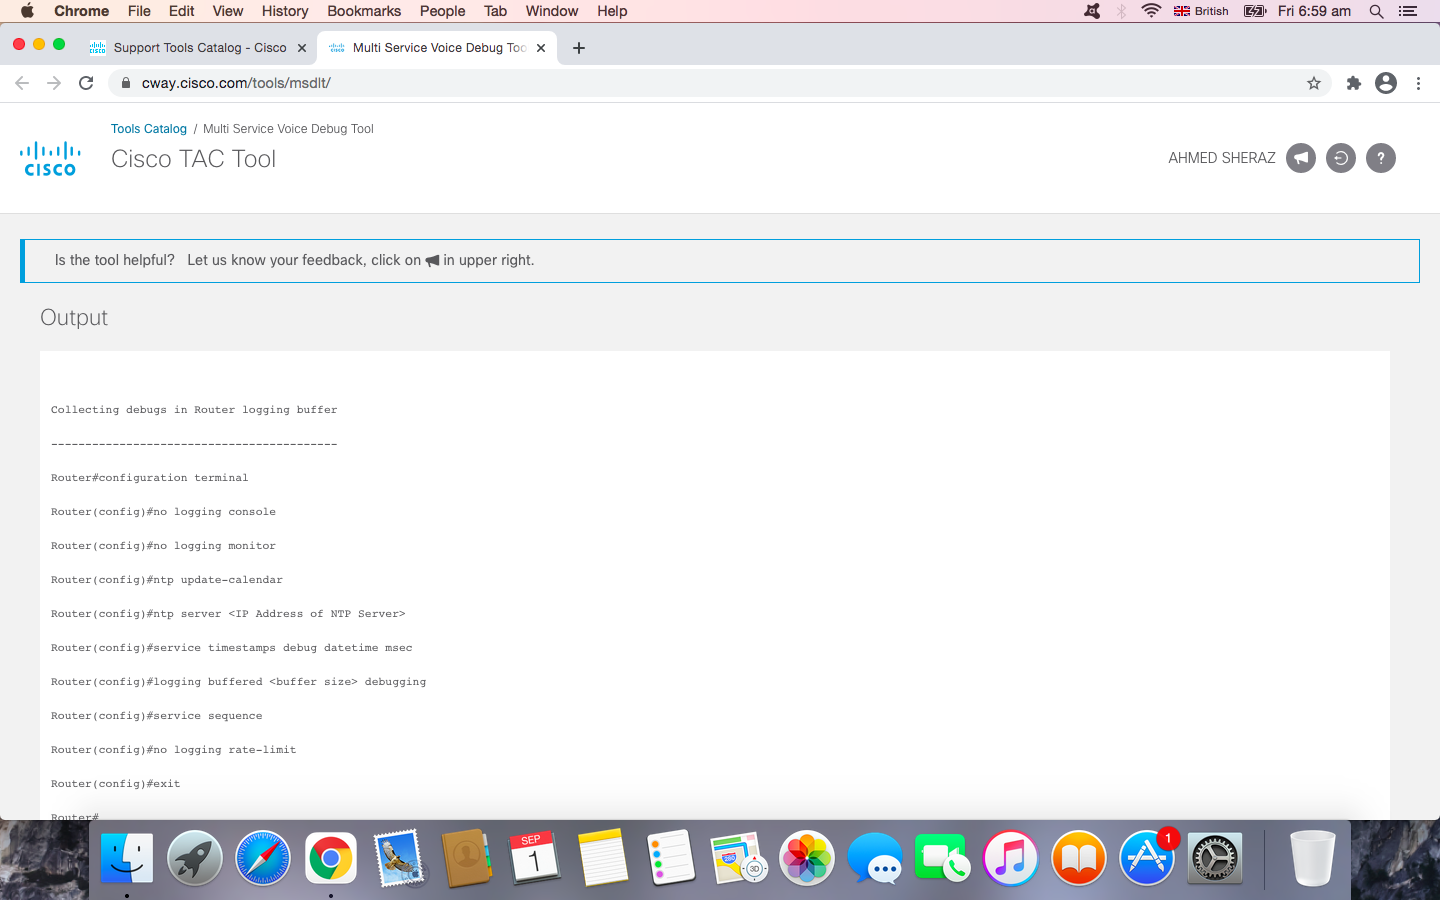 Chrome File Edit View History Bookmarks People Tab Window Help British Fri 6:59 am
Support Tools Catalog - Cisco
Multi Service Voice Debug Too
cway.cisco.com/tools/msdlt/
Tools Catalog / Multi Service Voice Debug Tool
CISCO
Cisco TAC Tool
AHMED SHERAZ
?
Is the tool helpful? Let us know your feedback, click on in upper right.
Output
Collecting debugs in Router logging buffer
------------------------------------------
Router#configuration terminal
Router(config)#no logging console
Router(config)#no logging monitor
Router(config)#ntp update-calendar
Router(config)#ntp server <IP Address of NTP Server>
Router(config)#service timestamps debug datetime msec
Router(config)#logging buffered <buffer size> debugging
Router(config)#service sequence
Router(config)#no logging rate-limit
Router(config)#exit
Router#
SEP
1
280
3D
1